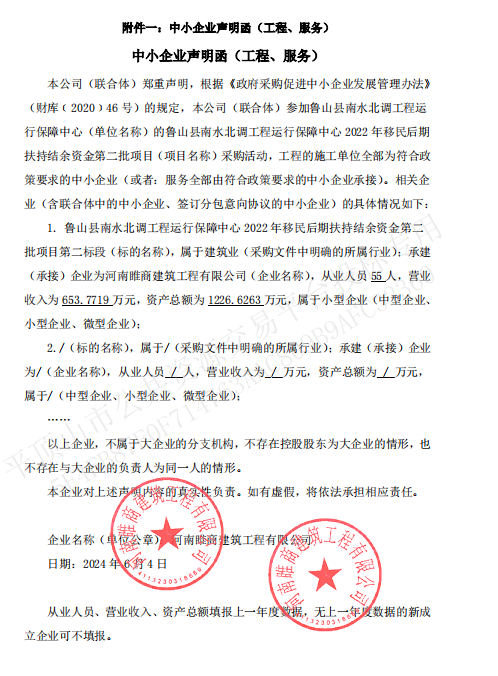 附件一：中小企业声明函（工程、服务）
中小企业声明函（工程、服务）
本公司（联合体）郑重声明，根据《政府采购促进中小企业发展管理办法》
（财库﹝2020﹞46号）的规定，本公司（联合体）参加鲁山县南水北调工程运
行保障中心（单位名称）的鲁山县南水北调工程运行保障中心2022年移民后期
扶持结余资金第二批项目（项目名称）采购活动，工程的施工单位全部为符合政
策要求的中小企业（或者：服务全部由符合政策要求的中小企业承接）。相关企
业（含联合体中的中小企业、签订分包意向协议的中小企业）的具体情况如下：
1. 鲁山县南水北调工程运行保障中心2022年移民后期扶持结余资金第二
批项目第二标段（标的名称），属于建筑业（采购文件中明确的所属行业）；承建
（承接）企业为河南睢商建筑工程有限公司（企业名称），从业人员55人，营业
收入为653.7719万元，资产总额为1226.6263万元，属于小型企业（中型企业、
小型企业、微型企业）；
2./（标的名称），属于/（采购文件中明确的所属行业）；承建（承接）企业
为/（企业名称），从业人员 / 人，营业收入为 / 万元，资产总额为 / 万元，
属于/（中型企业、小型企业、微型企业）；
……
以上企业，不属于大企业的分支机构，不存在控股股东为大企业的情形，也
不存在与大企业的负责人为同一人的情形。
本企业对上述声明内容的真实性负责。如有虚假，将依法承担相应责任。
企业名称（单位公章）：河南睢商建筑工程有限公司
日期：2024年6月4日
从业人员、营业收入、资产总额填报上一年度数据，无上一年度数据的新成
立企业可不填报。
河南睢商建筑工程有限公司
河南睢商建筑工程有限公司